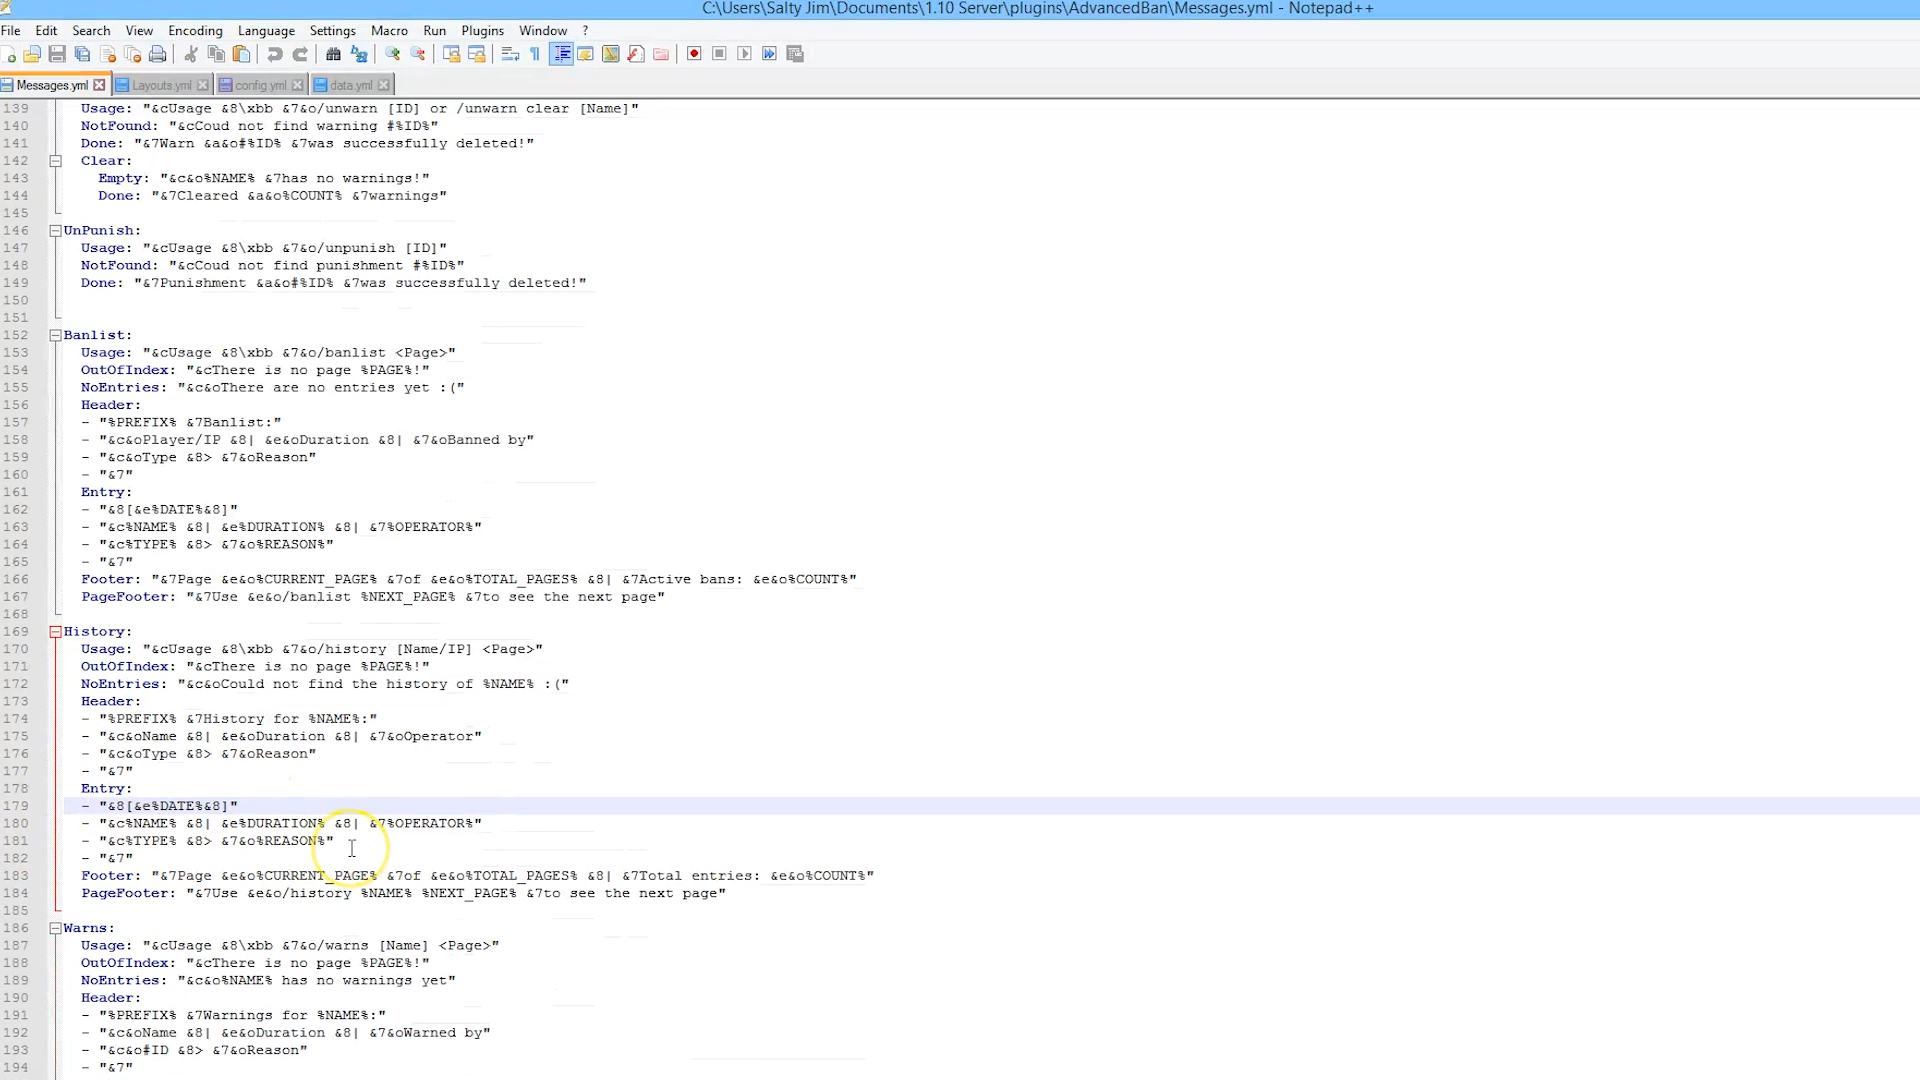 C:\Users\Salty Jim\Documents\1.10 Server\plugins\AdvancedBan\Messages.yml - Notepad++
File Edit Search View Encoding Language Settings Macro Run Plugins Window ?
Messages.yml Layouts.yml config.yml data.yml
139 Usage: "&cUsage &8\xbb &7&o/unwarn [ID] or /unwarn clear [Name]"
140 NotFound: "&cCoud not find warning #%ID%"
141 Done: "&7Warn &a&o#%ID% &7was successfully deleted!"
142 Clear:
143 Empty: "&c&o%NAME% &7has no warnings!"
144 Done: "&7Cleared &a&o%COUNT% &7warnings"
145
146 UnPunish:
147 Usage: "&cUsage &8\xbb &7&o/unpunish [ID]"
148 NotFound: "&cCoud not find punishment #%ID%"
149 Done: "&7Punishment &a&o#%ID% &7was successfully deleted!"
150
151
152 Banlist:
153 Usage: "&cUsage &8\xbb &7&o/banlist <Page>"
154 OutOfIndex: "&cThere is no page %PAGE%!"
155 NoEntries: "&c&oThere are no entries yet :("
156 Header:
157 - "%PREFIX% &7Banlist:"
158 - "&c&oPlayer/IP &8| &e&oDuration &8| &7&oBanned by"
159 - "&c&oType &8> &7&oReason"
160 - "&7"
161 Entry:
162 - "&8[&e%DATE%&8]"
163 - "&c%NAME% &8| &e%DURATION% &8| &7%OPERATOR%"
164 - "&c%TYPE% &8> &7&o%REASON%"
165 - "&7"
166 Footer: "&7Page &e&o%CURRENT_PAGE% &7of &e&o%TOTAL_PAGES% &8| &7Active bans: &e&o%COUNT%"
167 PageFooter: "&7Use &e&o/banlist %NEXT_PAGE% &7to see the next page"
168
169 History:
170 Usage: "&cUsage &8\xbb &7&o/history [Name/IP] <Page>"
171 OutOfIndex: "&cThere is no page %PAGE%!"
172 NoEntries: "&c&oCould not find the history of %NAME% :("
173 Header:
174 - "%PREFIX% &7History for %NAME%:"
175 - "&c&oName &8| &e&oDuration &8| &7&oOperator"
176 - "&c&oType &8> &7&oReason"
177 - "&7"
178 Entry:
179 - "&8[&e%DATE%&8]"
180 - "&c%NAME% &8| &e%DURATION% &8| &7%OPERATOR%"
181 - "&c%TYPE% &8> &7&o%REASON%"
182 - "&7"
183 Footer: "&7Page &e&o%CURRENT_PAGE% &7of &e&o%TOTAL_PAGES% &8| &7Total entries: &e&o%COUNT%"
184 PageFooter: "&7Use &e&o/history %NAME% %NEXT_PAGE% &7to see the next page"
185
186 Warns:
187 Usage: "&cUsage &8\xbb &7&o/warns [Name] <Page>"
188 OutOfIndex: "&cThere is no page %PAGE%!"
189 NoEntries: "&c&o%NAME% has no warnings yet"
190 Header:
191 - "%PREFIX% &7Warnings for %NAME%:"
192 - "&c&oName &8| &e&oDuration &8| &7&oWarned by"
193 - "&c&o#ID &8> &7&oReason"
194 - "&7"